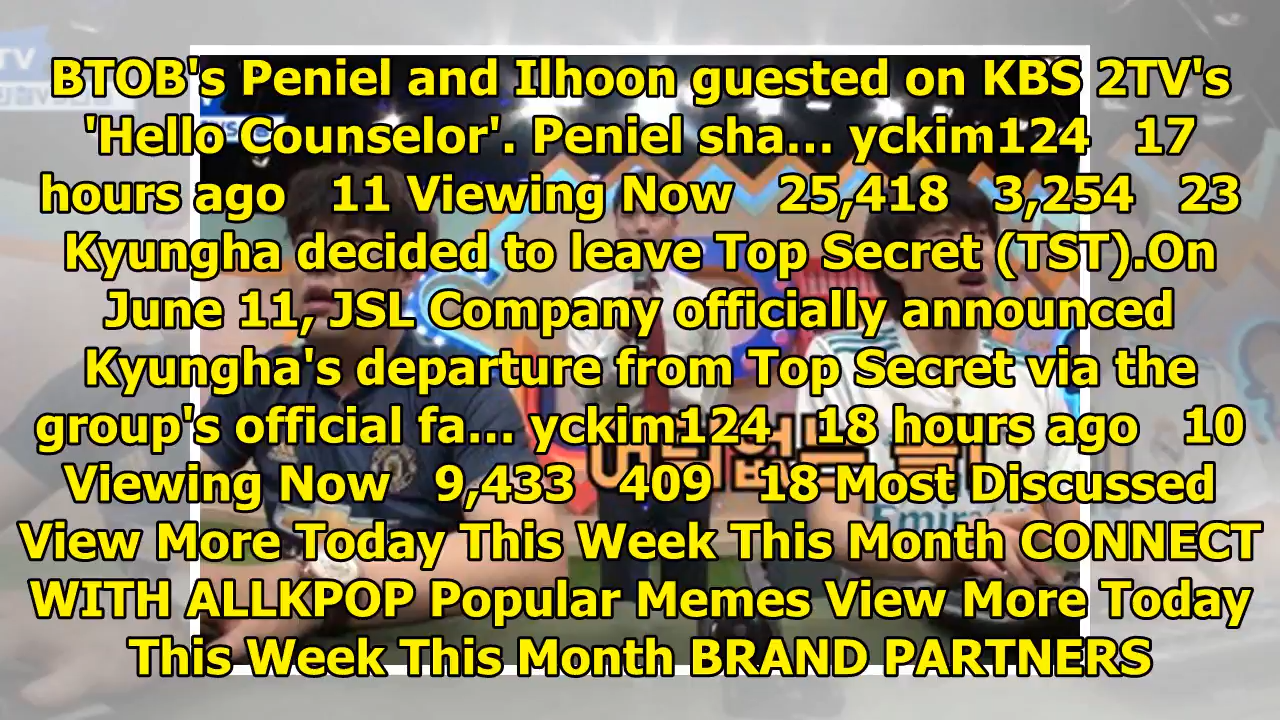 BTOB's Peniel and Ilhoon guested on KBS 2TV's
'Hello Counselor'. Peniel sha... yckim124 17
hours ago 11 Viewing Now 25,418 3,254 23
Kyungha decided to leave Top Secret (TST).On
June 11, JSL Company officially announced
Kyungha's departure from Top Secret via the
group's official fa... yckim124 18 hours ago 10
Viewing Now 9,433 409 18 Most Discussed
View More Today This Week This Month CONNECT
WITH ALLKPOP Popular Memes View More Today
This Week This Month BRAND PARTNERS
TV
Emirates